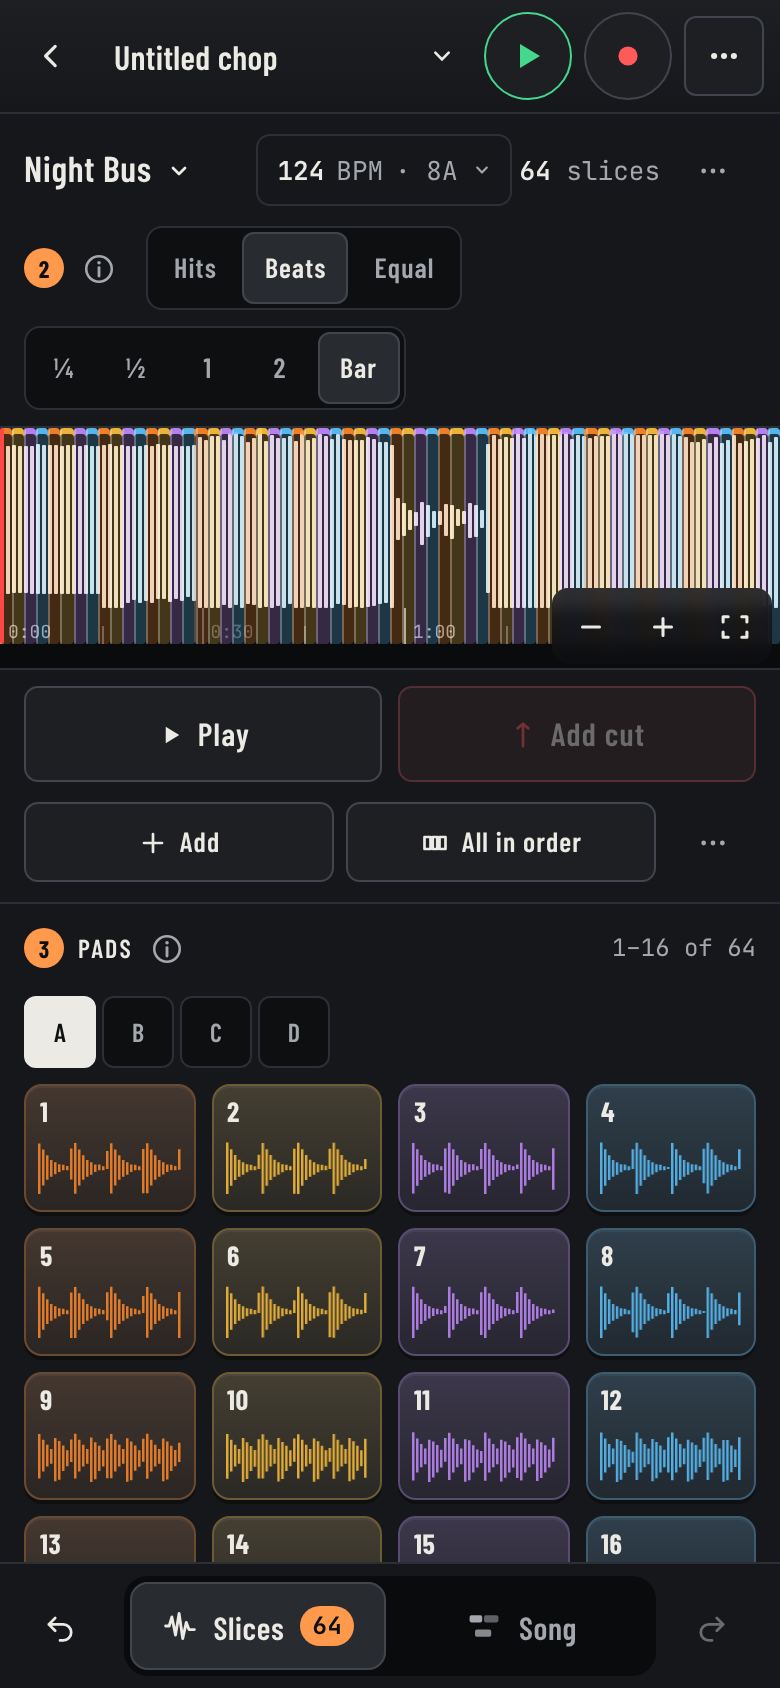 Untitled chop
Night Bus 124 BPM · 8A 64 slices
2 Hits Beats Equal
¼ ½ 1 2 Bar
0:00 0:30 1:00
Play Add cut
Add All in order
3 PADS 1–16 of 64
A B C D
1 2 3 4
5 6 7 8
9 10 11 12
13 14 15 16
Slices 64 Song